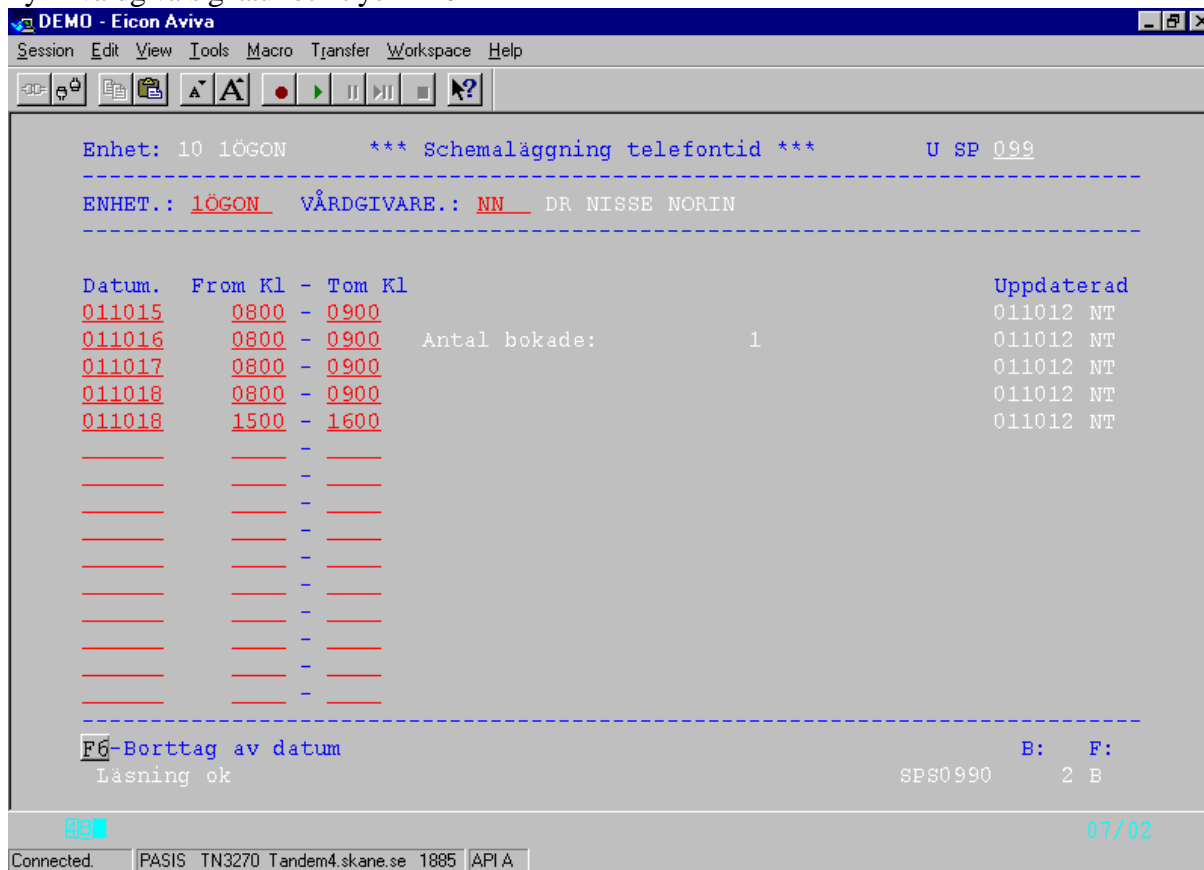 DEMO - Eicon Aviva
Session Edit View Tools Macro Transfer Workspace Help
Enhet: 10 1ÖGON *** Schemaläggning telefontid *** U SP 099
ENHET.: 1ÖGON VÅRDGIVARE.: NN DR NISSE NORIN
Datum. From Kl - Tom Kl Uppdaterad
011015 0800 - 0900 011012 NT
011016 0800 - 0900 Antal bokade: 1 011012 NT
011017 0800 - 0900 011012 NT
011018 0800 - 0900 011012 NT
011018 1500 - 1600 011012 NT
F6-Borttag av datum B: F:
Läsning ok SPS0990 2 B
4B 07/02
Connected. PASIS TN3270 Tandem4.skane.se 1885 API A